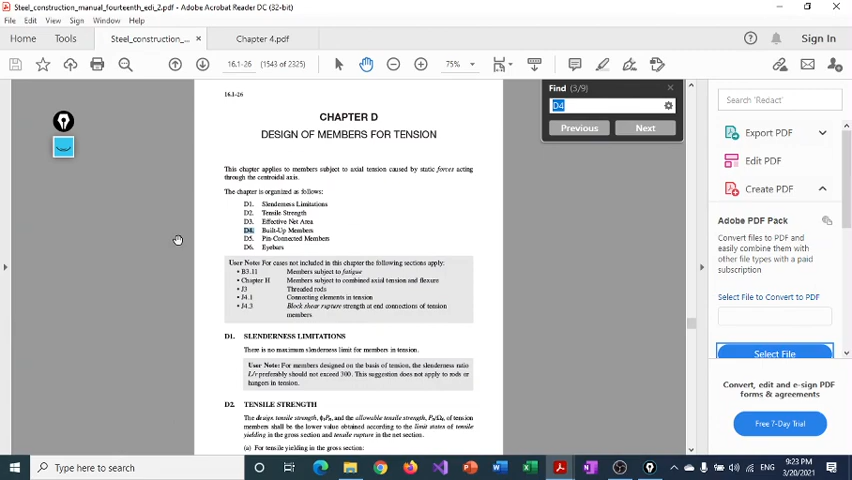 Steel_construction_manual_fourteenth_edi_2.pdf - Adobe Acrobat Reader DC (32-bit)
File Edit View Sign Window Help
Home Tools Steel_construction_... × Chapter 4.pdf Sign In
16.1-26 (1543 of 2325) 75%
Find (3/9)
D4
Previous Next
16.1-26
CHAPTER D
DESIGN OF MEMBERS FOR TENSION
This chapter applies to members subject to axial tension caused by static forces acting
through the centroidal axis.
The chapter is organized as follows:
D1. Slenderness Limitations
D2. Tensile Strength
D3. Effective Net Area
D4. Built-Up Members
D5. Pin-Connected Members
D6. Eyebars
User Note: For cases not included in this chapter the following sections apply:
• B3.11 Members subject to fatigue
• Chapter H Members subject to combined axial tension and flexure
• J3 Threaded rods
• J4.1 Connecting elements in tension
• J4.3 Block shear rupture strength at end connections of tension
members
D1. SLENDERNESS LIMITATIONS
There is no maximum slenderness limit for members in tension.
User Note: For members designed on the basis of tension, the slenderness ratio
L/r preferably should not exceed 300. This suggestion does not apply to rods or
hangers in tension.
D2. TENSILE STRENGTH
The design tensile strength, ϕtPn, and the allowable tensile strength, Pn/Ωt, of tension
members shall be the lower value obtained according to the limit states of tensile
yielding in the gross section and tensile rupture in the net section.
(a) For tensile yielding in the gross section:
Search 'Redact'
Export PDF
Edit PDF
Create PDF
Adobe PDF Pack
Convert files to PDF and
easily combine them with
other file types with a paid
subscription
Select File to Convert to PDF
Select File
Convert, edit and e-sign PDF
forms & agreements
Free 7-Day Trial
Type here to search
ENG
9:23 PM
3/20/2021